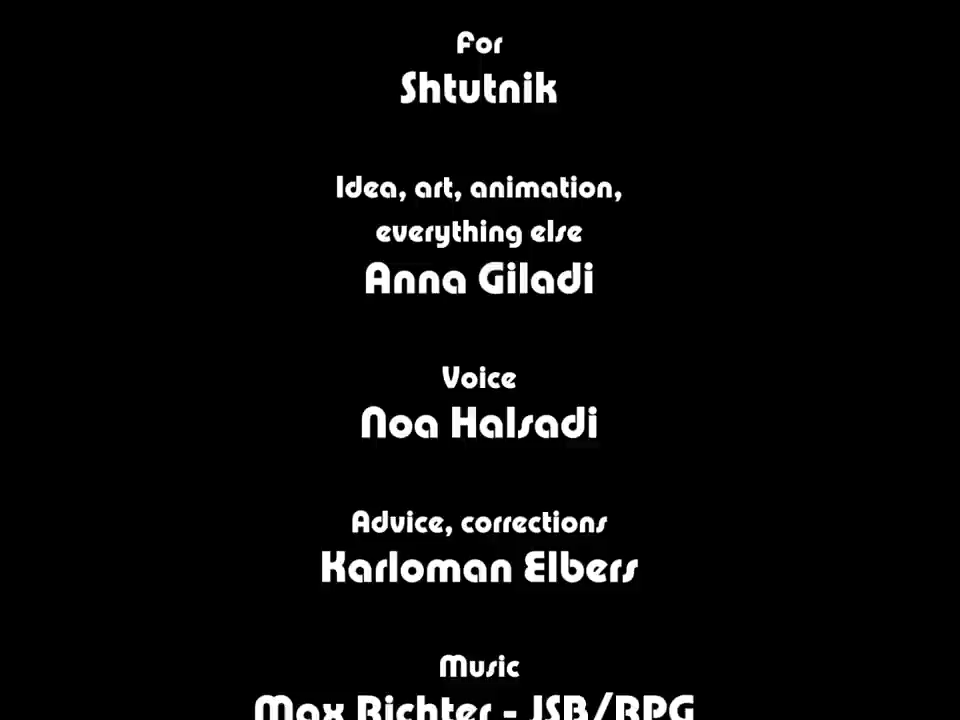 For
Shtutnik
Idea, art, animation,
everything else
Anna Giladi
Voice
Noa Halsadi
Advice, corrections
Karloman Elbers
Music
Max Richter - JSB/RPG